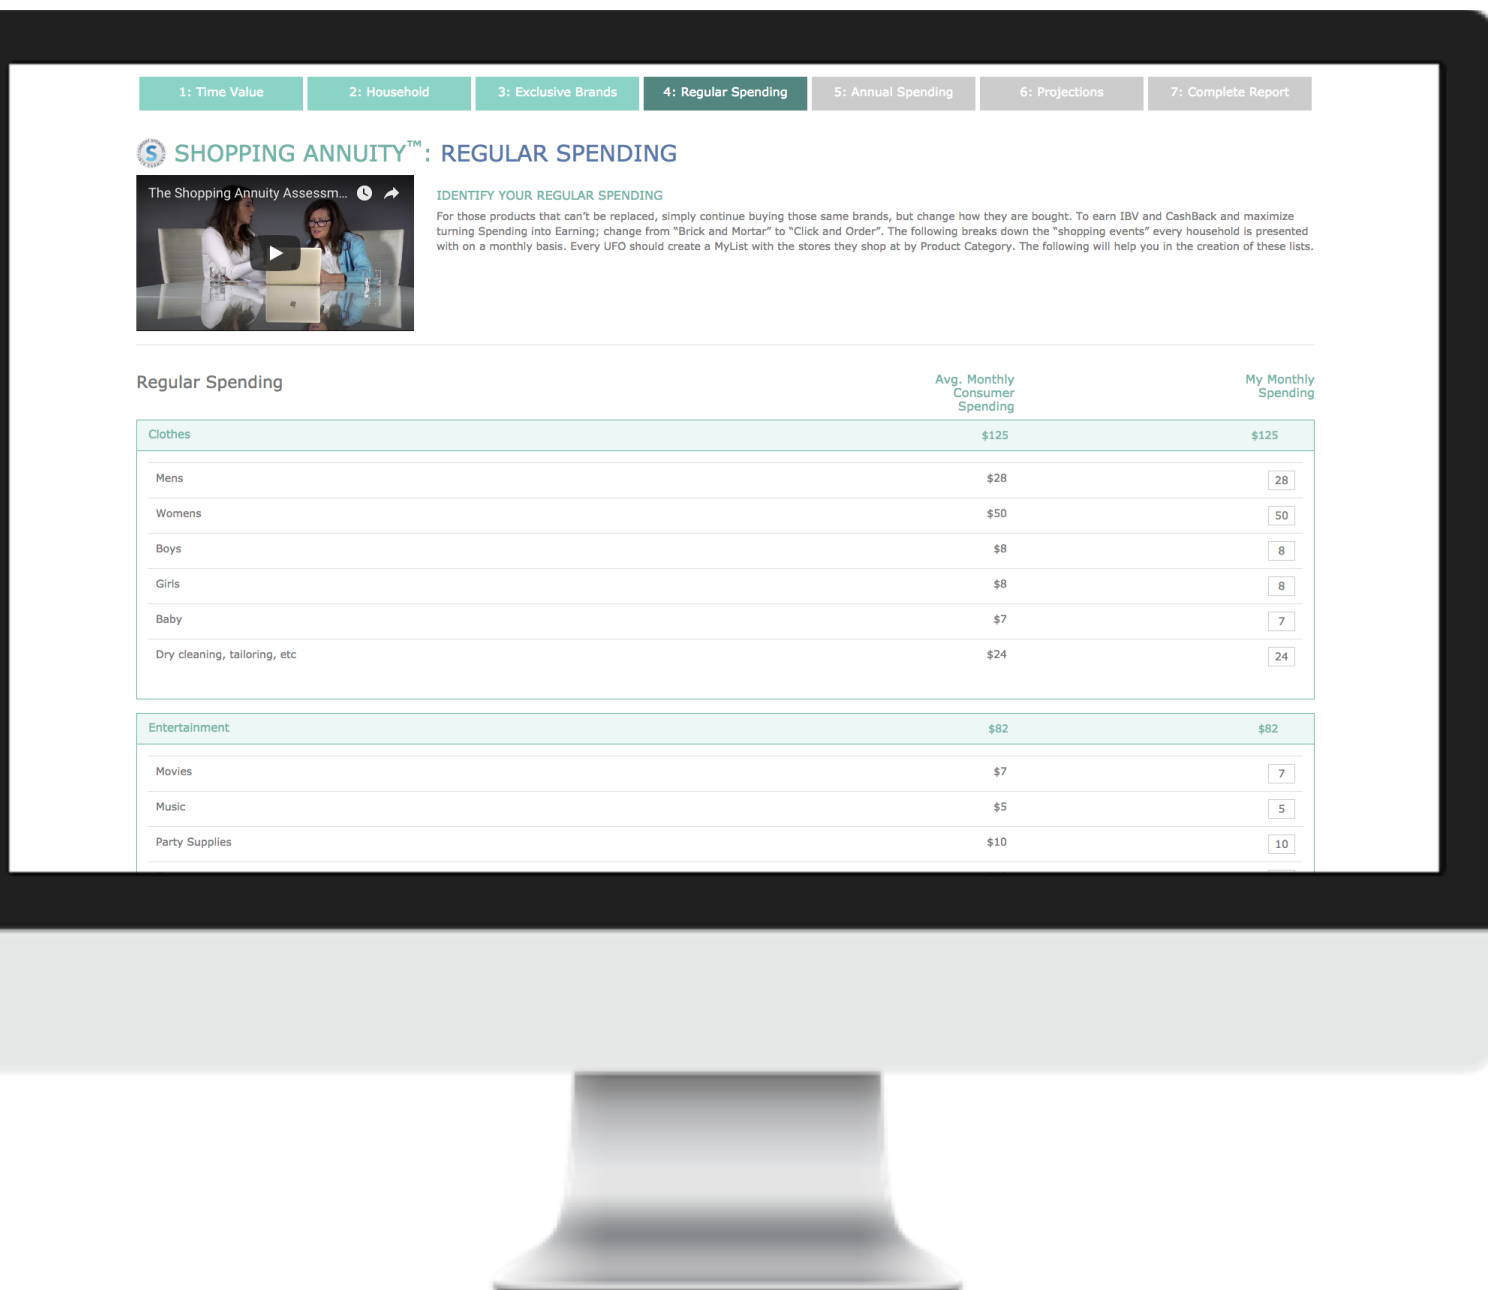 1: Time Value 2: Household 3: Exclusive Brands 4: Regular Spending 5: Annual Spending 6: Projections 7: Complete Report
S SHOPPING ANNUITY™: REGULAR SPENDING
The Shopping Annuity Assessm...
IDENTIFY YOUR REGULAR SPENDING
For those products that can't be replaced, simply continue buying those same brands, but change how they are bought. To earn IBV and CashBack and maximize
turning Spending into Earning; change from "Brick and Mortar" to "Click and Order". The following breaks down the "shopping events" every household is presented
with on a monthly basis. Every UFO should create a MyList with the stores they shop at by Product Category. The following will help you in the creation of these lists.
Regular Spending
Avg. Monthly
Consumer
Spending
My Monthly
Spending
Clothes $125 $125
Mens $28 28
Womens $50 50
Boys $8 8
Girls $8 8
Baby $7 7
Dry cleaning, tailoring, etc $24 24
Entertainment $82 $82
Movies $7 7
Music $5 5
Party Supplies $10 10